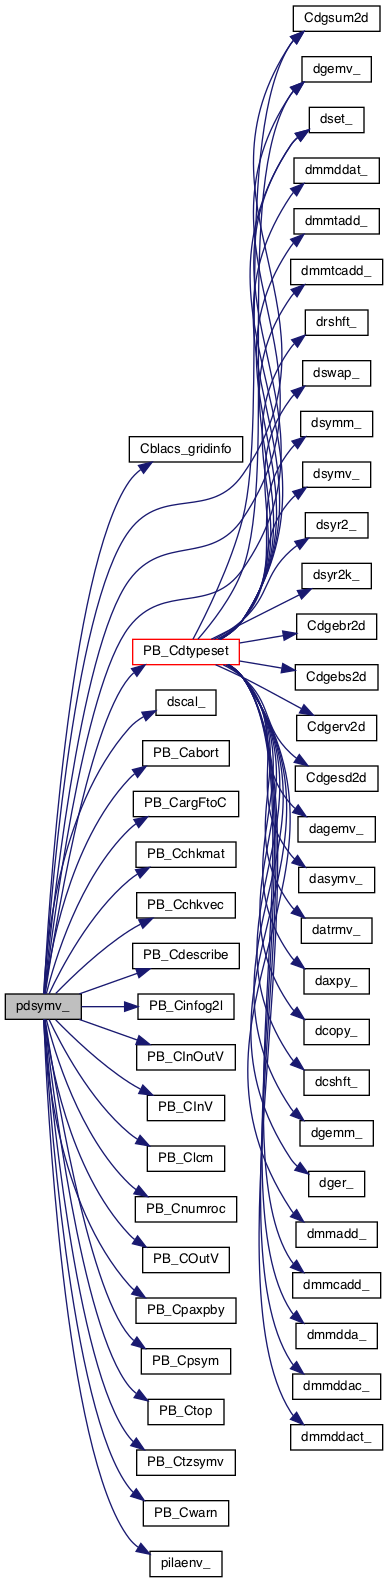 Cdgsum2d
dgemv_
dset_
dmmddat_
dmmtadd_
dmmtcadd_
drshft_
dswap_
dsymm_
Cblacs_gridinfo
dsymv_
dsyr2_
dsyr2k_
Cdgebr2d
PB_Cdtypeset
Cdgebs2d
dscal_
Cdgerv2d
PB_Cabort
Cdgesd2d
PB_CargFtoC
dagemv_
PB_Cchkmat
dasymv_
PB_Cchkvec
datrmv_
PB_Cdescribe
daxpy_
pdsymv_
PB_Cinfog2l
dcopy_
PB_CInOutV
dcshft_
PB_CInV
dgemm_
PB_Clcm
dger_
PB_Cnumroc
dmmadd_
PB_COutV
dmmcadd_
PB_Cpaxpby
dmmdda_
PB_Cpsym
dmmddac_
PB_Ctop
dmmddact_
PB_Ctzsymv
PB_Cwarn
pilaenv_